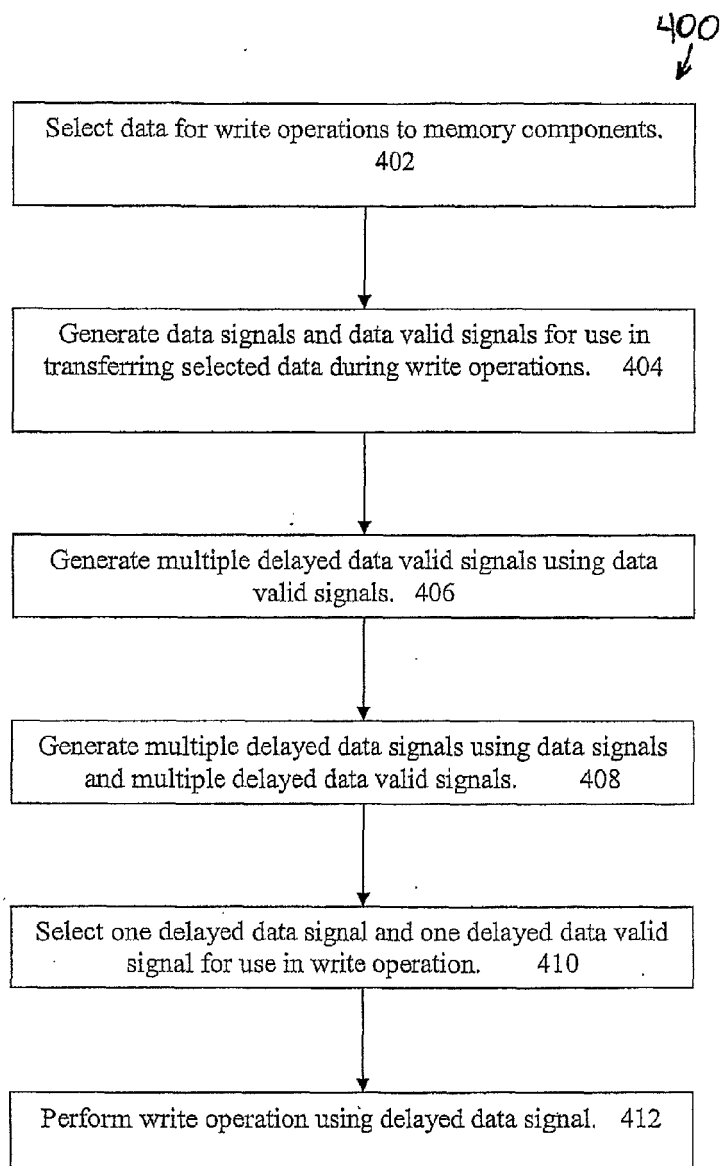 400
Select data for write operations to memory components.
402
Generate data signals and data valid signals for use in
transferring selected data during write operations. 404
Generate multiple delayed data valid signals using data
valid signals. 406
Generate multiple delayed data signals using data signals
and multiple delayed data valid signals. 408
Select one delayed data signal and one delayed data valid
signal for use in write operation. 410
Perform write operation using delayed data signal. 412